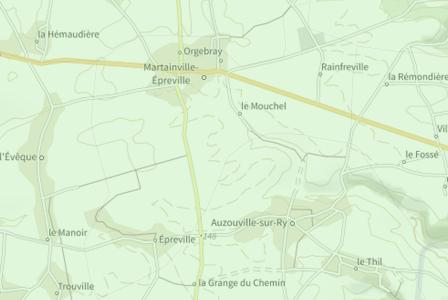 la Hémaudière
Orgebray
Martainville-
Épreville
Rainfreville
la Rémondière
le Mouchel
l'Évêque
le Fossé
Auzouville-sur-Ry
148
le Manoir
Épreville
le Thil
Trouville
la Grange du Chemin